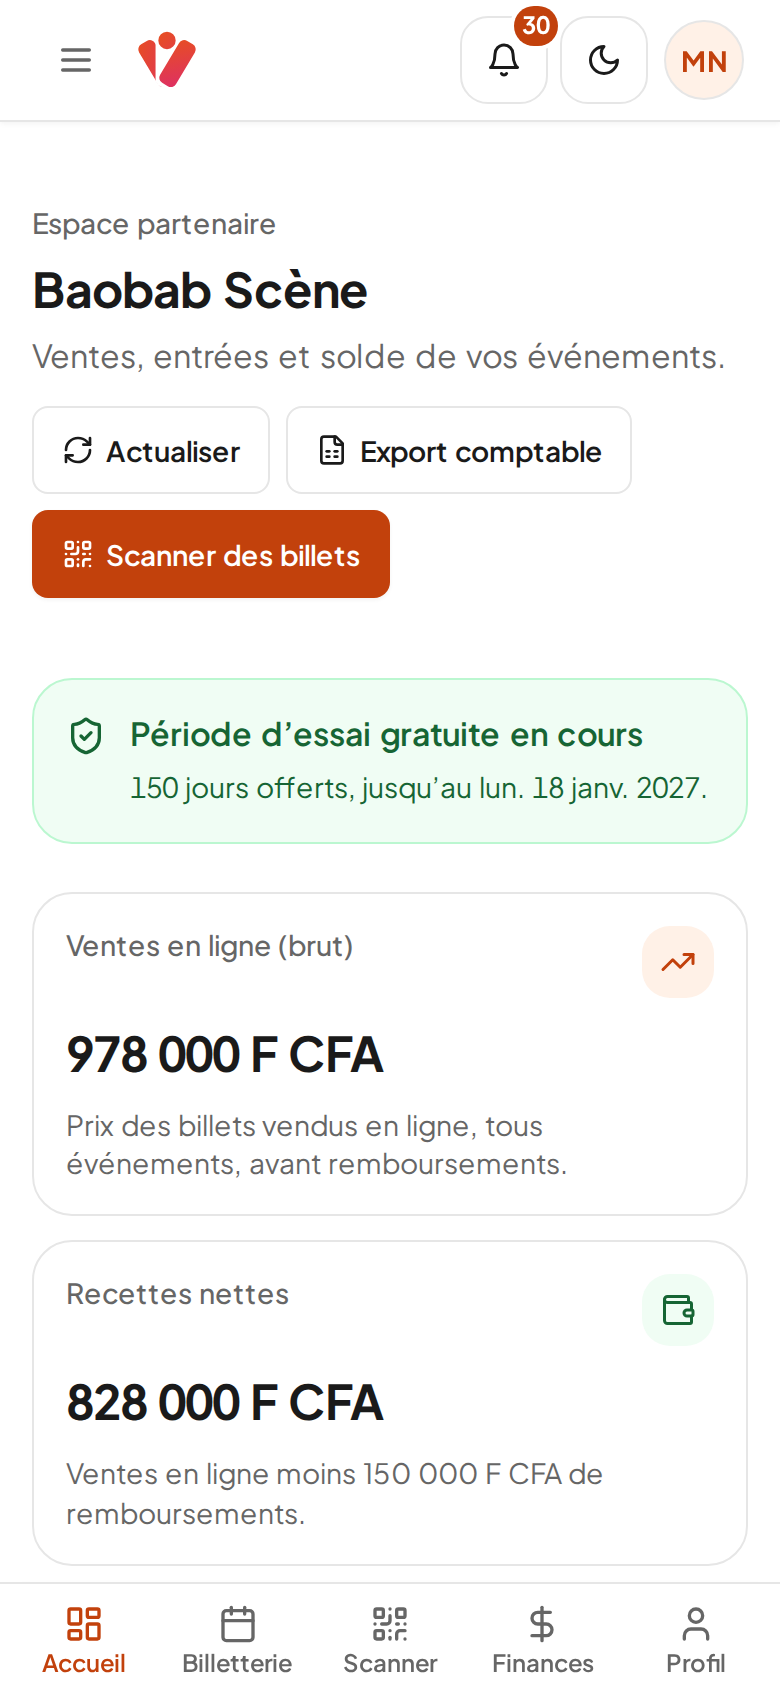 30
MN
Espace partenaire
Baobab Scène
Ventes, entrées et solde de vos événements.
Actualiser
Export comptable
Scanner des billets
Période d’essai gratuite en cours
150 jours offerts, jusqu’au lun. 18 janv. 2027.
Ventes en ligne (brut)
978 000 F CFA
Prix des billets vendus en ligne, tous
événements, avant remboursements.
Recettes nettes
828 000 F CFA
Ventes en ligne moins 150 000 F CFA de
remboursements.
Accueil
Billetterie
Scanner
Finances
Profil